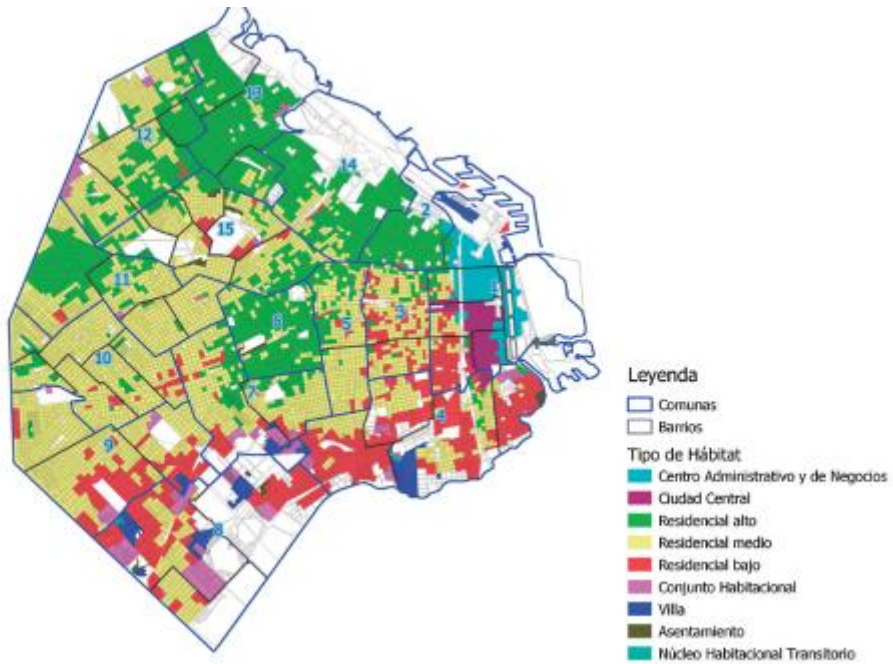 13
12
14
2
15
11
1
6
5
3
10
7
4
9
8
Leyenda
Comunas
Barrios
Tipo de Hábitat
Centro Administrativo y de Negocios
Ciudad Central
Residencial alto
Residencial medio
Residencial bajo
Conjunto Habitacional
Villa
Asentamiento
Núcleo Habitacional Transitorio